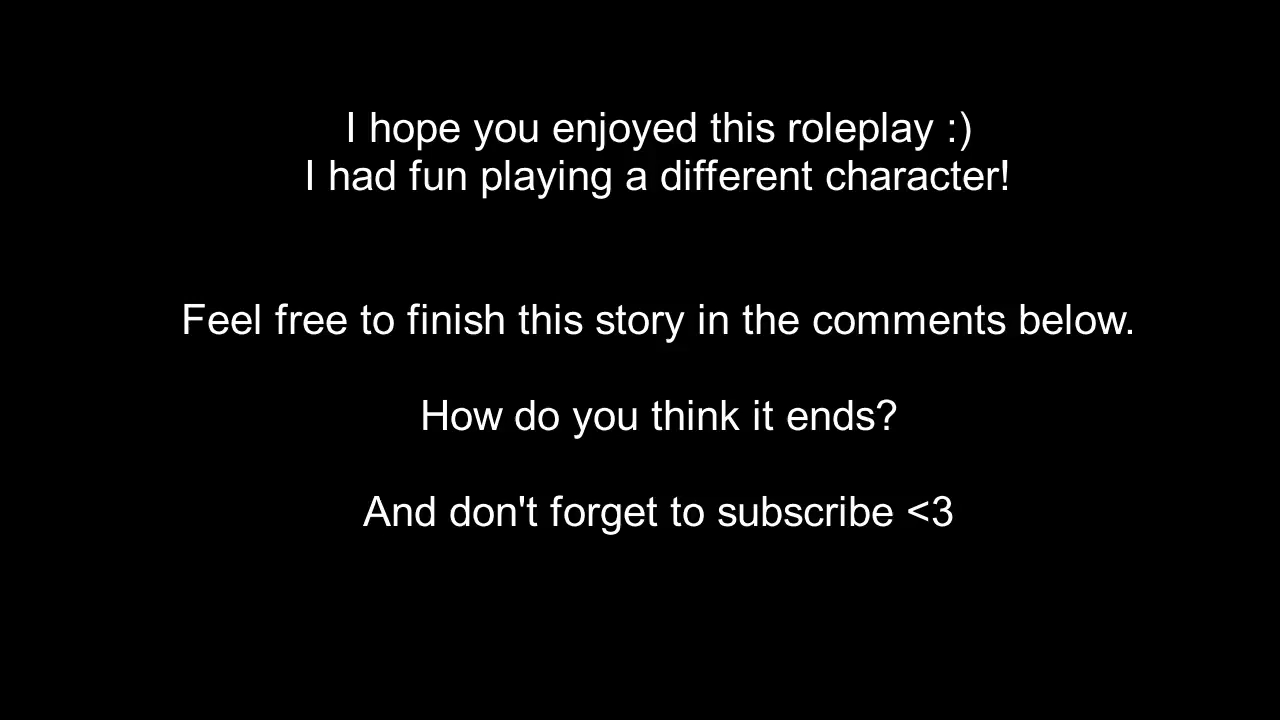 I hope you enjoyed this roleplay :)
I had fun playing a different character!
Feel free to finish this story in the comments below.
How do you think it ends?
And don't forget to subscribe <3